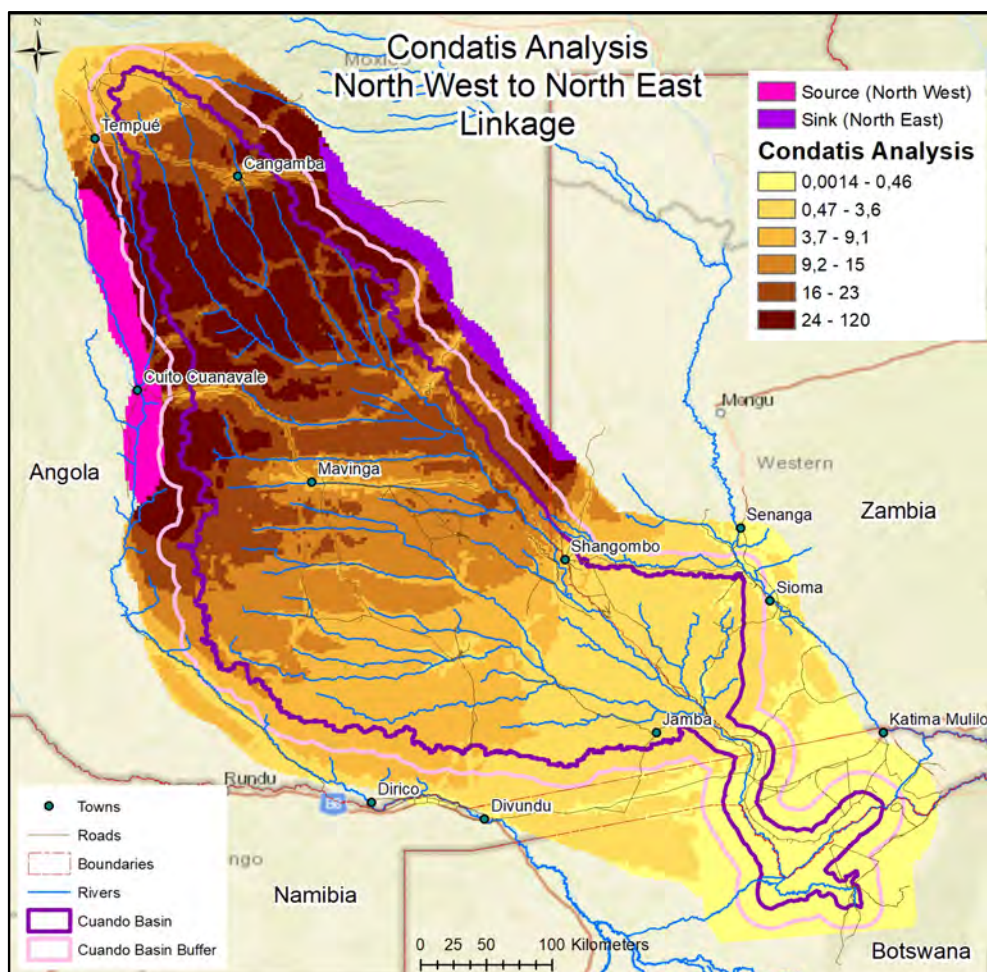 N
Condatis Analysis
North West to North East
Linkage
Moxico
Source (North West)
Sink (North East)
Condatis Analysis
0,0014 - 0,46
0,47 - 3,6
3,7 - 9,1
9,2 - 15
16 - 23
24 - 120
Tempué
Cangamba
Cuito Cuanavale
Mongu
Western
Angola
Mavinga
Zambia
Senanga
Shangombo
Sioma
Jamba
Katima Mulilo
Rundu
Dirico
Divundu
Namibia
Botswana
Towns
Roads
Boundaries
Rivers
Cuando Basin
Cuando Basin Buffer
0 25 50 100 Kilometers